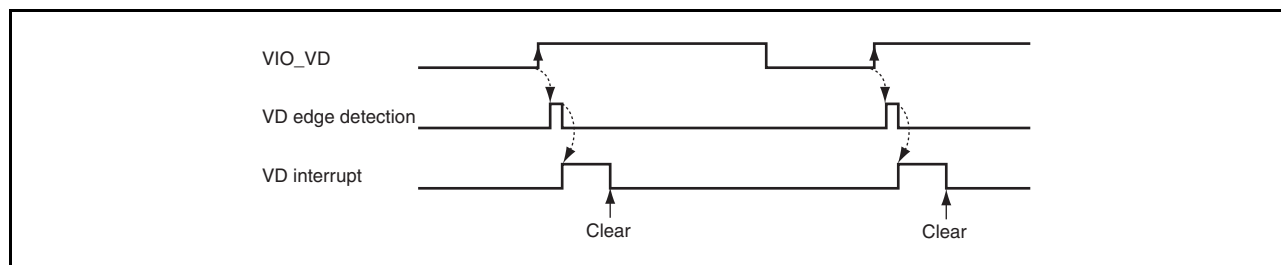 VIO_VD
VD edge detection
VD interrupt
Clear Clear